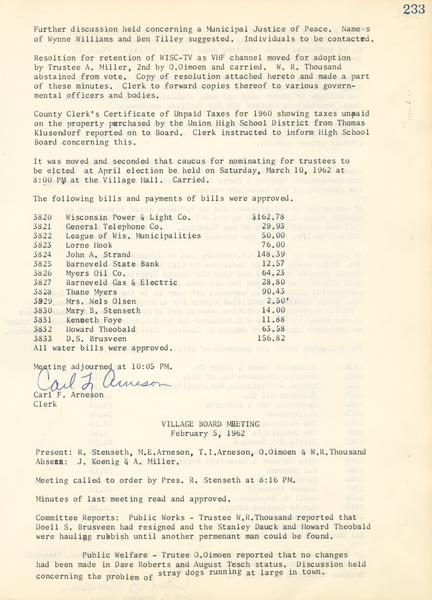 233
Further discussion held concerning a Municipal Justice of Peace. Names
of Wynne Williams and Ben Tilley suggested. Individuals to be contacted.
Resoltion for retention of WISC-TV as VHF channel moved for adoption
by Trustee A. Miller, 2nd by O.Oimoen and carried. W. R. Thousand
abstained from vote. Copy of resolution attached hereto and made a part
of these minutes. Clerk to forward copies thereof to various govern-
mental officers and bodies.
County Clerk's Certificate of Unpaid Taxes for 1960 showing taxes unpaid
on the property purchased by the Union High School District from Thomas
Klusendorf reported on to Board. Clerk instructed to inform High School
Board concerning this.
It was moved and seconded that caucus for nominating for trustees to
be elcted at April election be held on Saturday, March 10, 1962 at
8:00 PM at the Village Hall. Carried.
The following bills and payments of bills were approved.
3820 Wisconsin Power & Light Co. $162.78
3821 General Telephone Co. 29.93
3822 League of Wis. Municipalities 50.00
3823 Lorne Hook 76.00
3824 John A. Strand 148.39
3825 Barneveld State Bank 12.57
3826 Myers Oil Co. 64.23
3827 Barneveld Gas & Electric 28.80
3828 Thane Myers 90.43
3829 Mrs. Nels Olsen 2.50
3830 Mary B. Stenseth 14.00
3831 Kenneth Foye 11.88
3832 Howard Theobald 63.58
3833 D.S. Brusveen 156.82
All water bills were approved.
Meeting adjourned at 10:05 PM.
Carl F. Arneson
Carl F. Arneson
Clerk
VILLAGE BOARD MEETING
February 5, 1962
Present: R. Stenseth, M.E.Arneson, T.I.Arneson, O.Oimoen & W.R.Thousand
Absent: J. Koenig & A. Miller.
Meeting called to order by Pres. R. Stenseth at 8:16 PM.
Minutes of last meeting read and approved.
Committee Reports: Public Works - Trustee W.R.Thousand reported that
Doell S. Brusveen had resigned and the Stanley Dauck and Howard Theobald
were hauling rubbish until another permenant man could be found.
Public Welfare - Trutee O.Oimoen reported that no changes
had been made in Dave Roberts and August Tesch status. Discussion held
concerning the problem of stray dogs running at large in town.